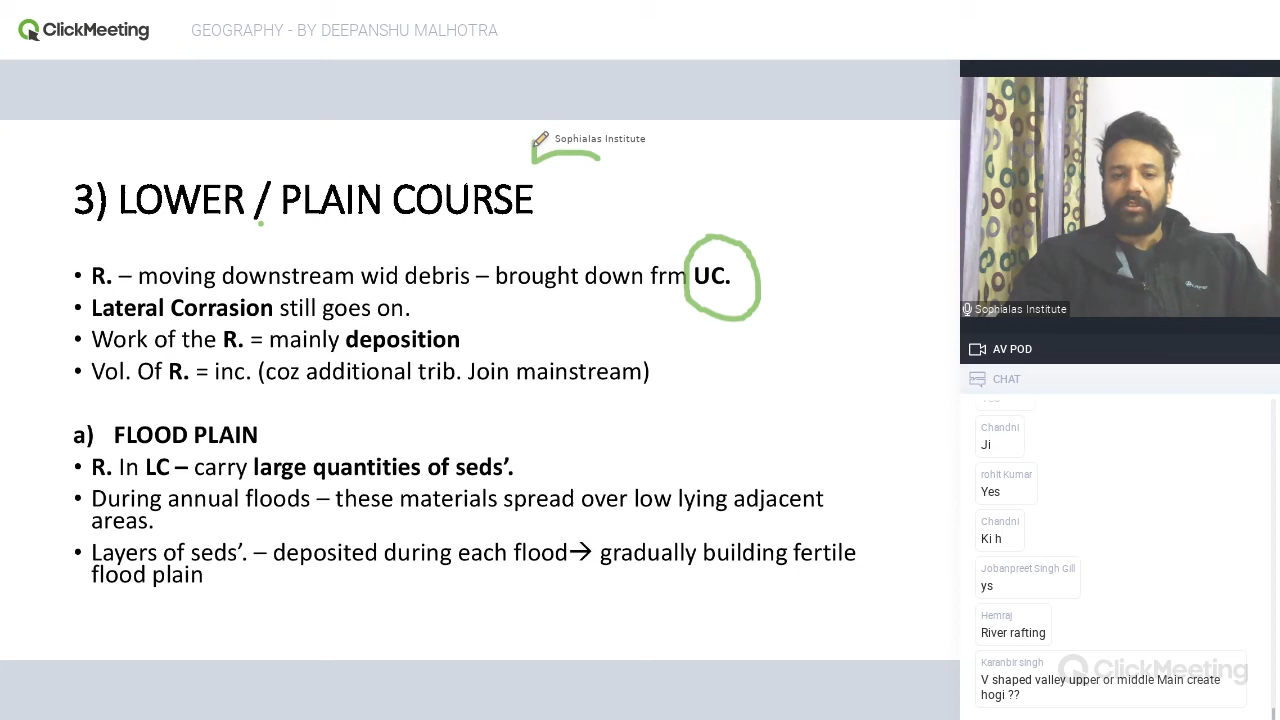 ClickMeeting
GEOGRAPHY - BY DEEPANSHU MALHOTRA
Sophialas Institute
3) LOWER / PLAIN COURSE
• R. – moving downstream wid debris – brought down frm UC.
• Lateral Corrasion still goes on.
• Work of the R. = mainly deposition
• Vol. Of R. = inc. (coz additional trib. Join mainstream)
a) FLOOD PLAIN
• R. In LC – carry large quantities of seds’.
• During annual floods – these materials spread over low lying adjacent
areas.
• Layers of seds’. – deposited during each flood→ gradually building fertile
flood plain
Sophialas Institute
AV POD
CHAT
Yes
Chandni
Ji
rohit Kumar
Yes
Chandni
Ki h
Jobanpreet Singh Gill
ys
Hemraj
River rafting
Karanbir singh
V shaped valley upper or middle Main create
hogi ??
ClickMeeting